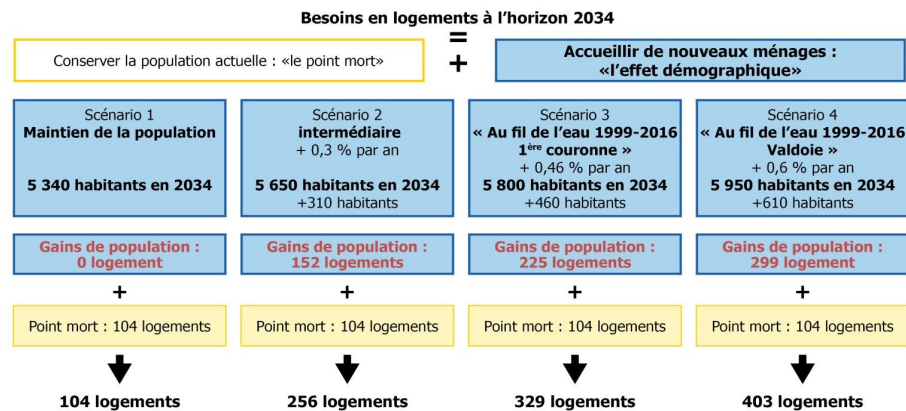 Besoins en logements à l’horizon 2034
=
Conserver la population actuelle : «le point mort»
+
Accueillir de nouveaux ménages :
«l’effet démographique»
Scénario 1
Maintien de la population
5 340 habitants en 2034
Scénario 2
intermédiaire
+ 0,3 % par an
5 650 habitants en 2034
+310 habitants
Scénario 3
« Au fil de l’eau 1999-2016
1ère couronne »
+ 0,46 % par an
5 800 habitants en 2034
+460 habitants
Scénario 4
« Au fil de l’eau 1999-2016
Valdoie »
+ 0,6 % par an
5 950 habitants en 2034
+610 habitants
Gains de population :
0 logement
Gains de population :
152 logements
Gains de population :
225 logements
Gains de population :
299 logement
+
+
+
+
Point mort : 104 logements
Point mort : 104 logements
Point mort : 104 logements
Point mort : 104 logements
104 logements
256 logements
329 logements
403 logements